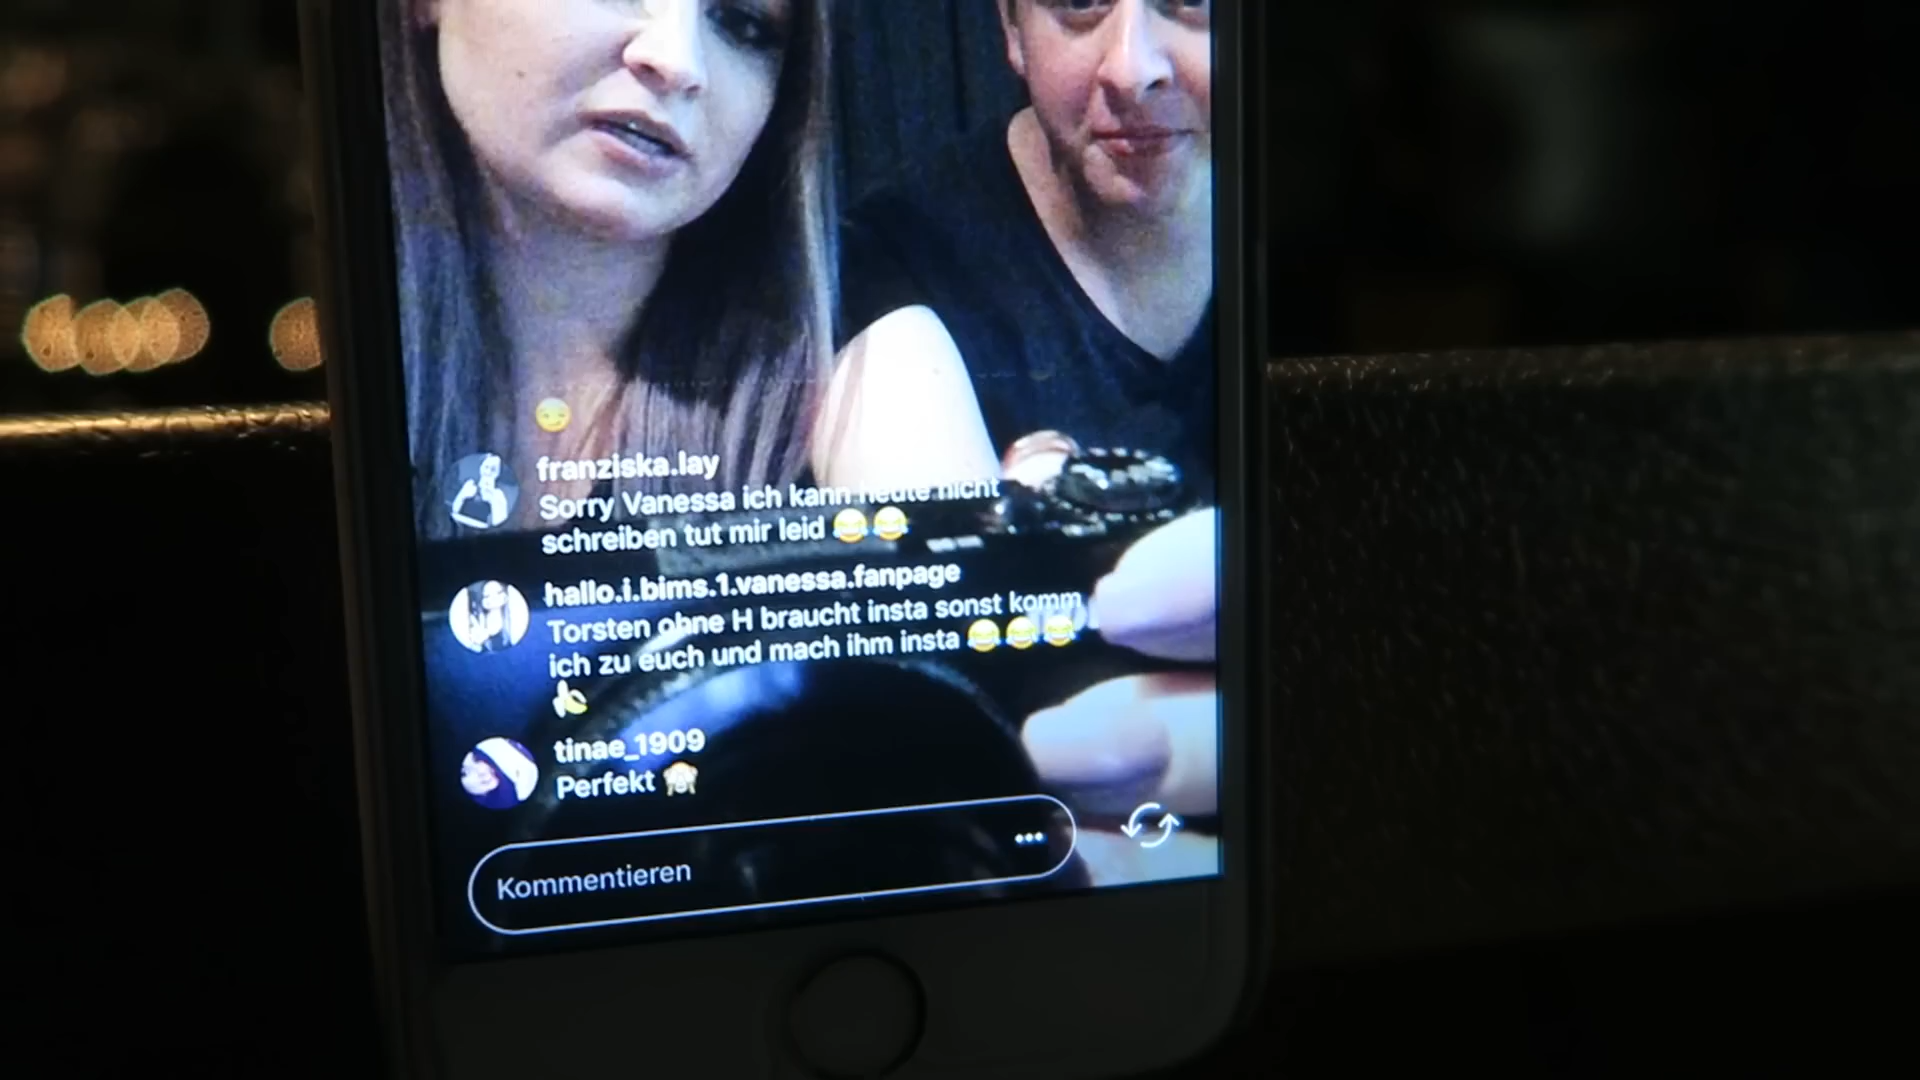 franziska.lay
Sorry Vanessa ich kann heute nicht
schreiben tut mir leid 😂😂
hallo.i.bims.1.vanessa.fanpage
Torsten ohne H braucht insta sonst komm
ich zu euch und mach ihm insta 😂😂😂
🍌
tinae_1909
Perfekt 🙈
Kommentieren